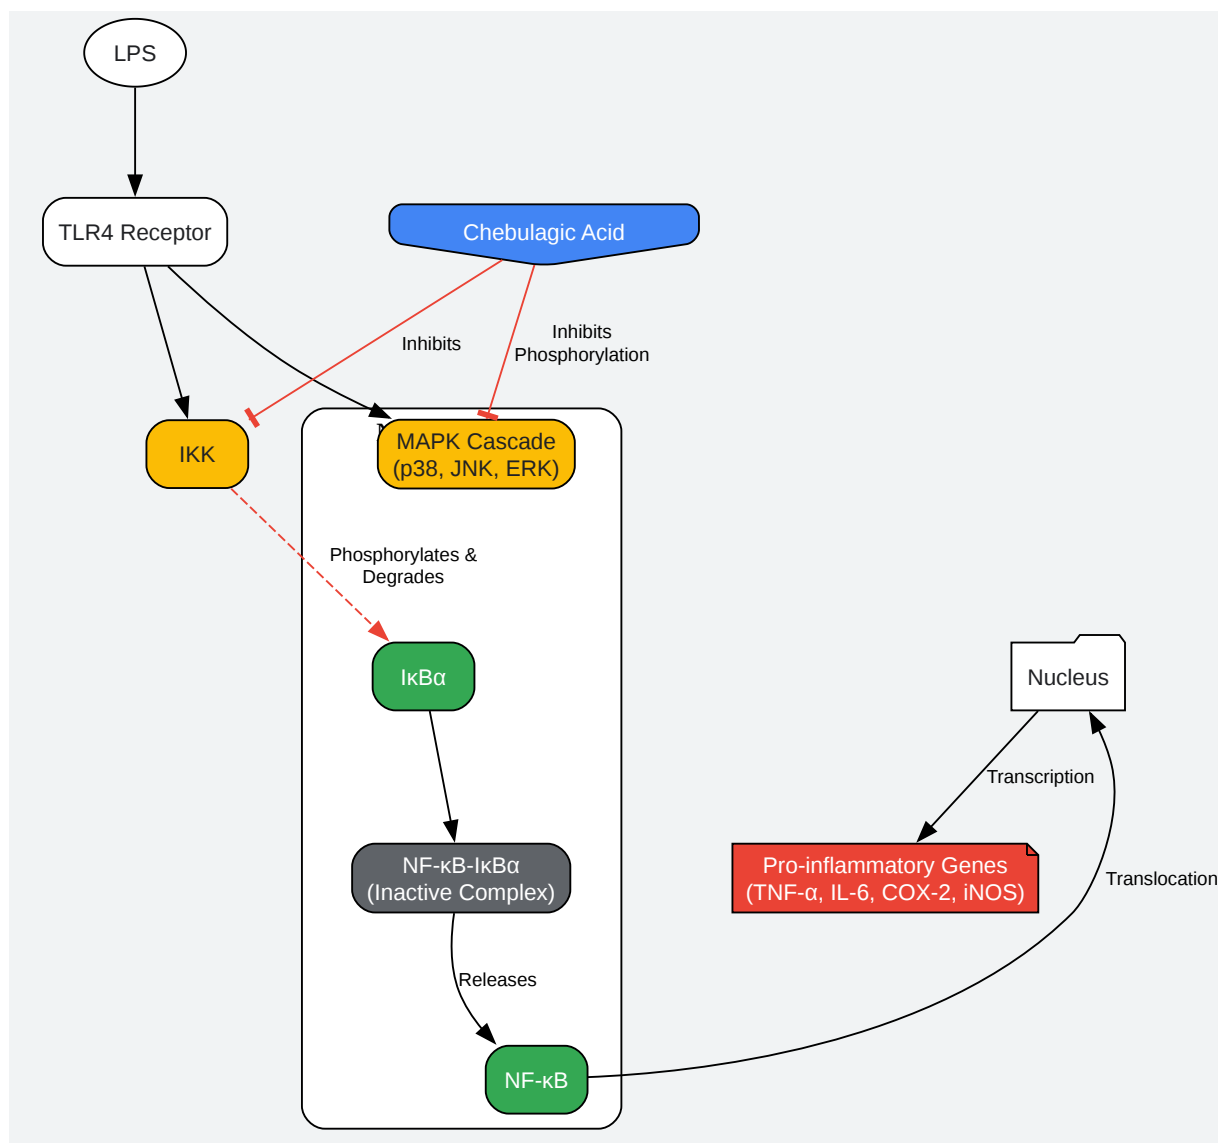 LPS
TLR4 Receptor
Chebulagic Acid
Inhibits
Inhibits
Phosphorylation
IKK
MAPK Cascade
(p38, JNK, ERK)
Phosphorylates &
Degrades
IκBα
Nucleus
Transcription
NF-κB-IκBα
(Inactive Complex)
Pro-inflammatory Genes
(TNF-α, IL-6, COX-2, iNOS)
Translocation
Releases
NF-κB